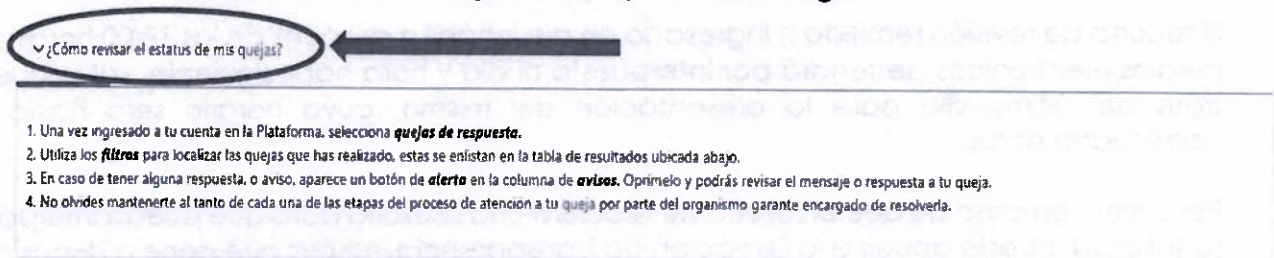 ¿Cómo revisar el estatus de mis quejas?
1. Una vez ingresado a tu cuenta en la Plataforma, selecciona quejas de respuesta.
2. Utiliza los filtros para localizar las quejas que has realizado, estas se enlistan en la tabla de resultados ubicada abajo.
3. En caso de tener alguna respuesta, o aviso, aparece un botón de alerta en la columna de avisos. Oprímelo y podrás revisar el mensaje o respuesta a tu queja.
4. No olvides mantenerte al tanto de cada una de las etapas del proceso de atención a tu queja por parte del organismo garante encargado de resolverla.